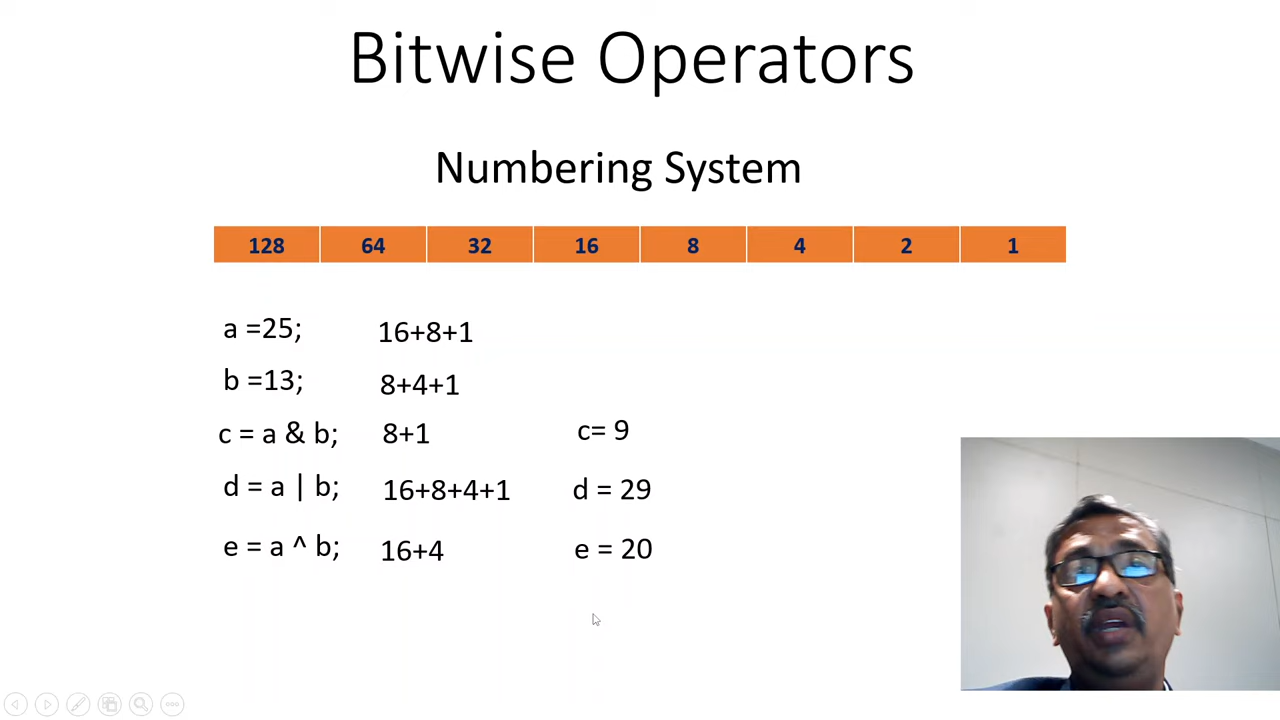 Bitwise Operators
Numbering System
128 64 32 16 8 4 2 1
a =25; 16+8+1
b =13; 8+4+1
c = a & b; 8+1 c= 9
d = a | b; 16+8+4+1 d = 29
e = a ^ b; 16+4 e = 20